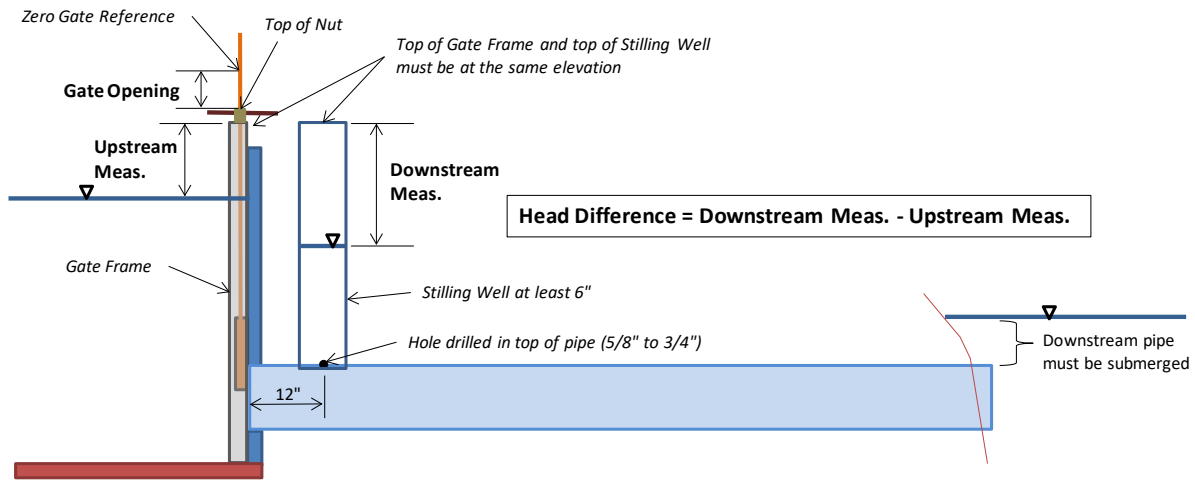 Zero Gate Reference
Top of Nut
Top of Gate Frame and top of Stilling Well
must be at the same elevation
Gate Opening
Upstream
Meas.
Downstream
Meas.
Head Difference = Downstream Meas. - Upstream Meas.
Gate Frame
Stilling Well at least 6"
Hole drilled in top of pipe (5/8" to 3/4")
Downstream pipe
must be submerged
12"